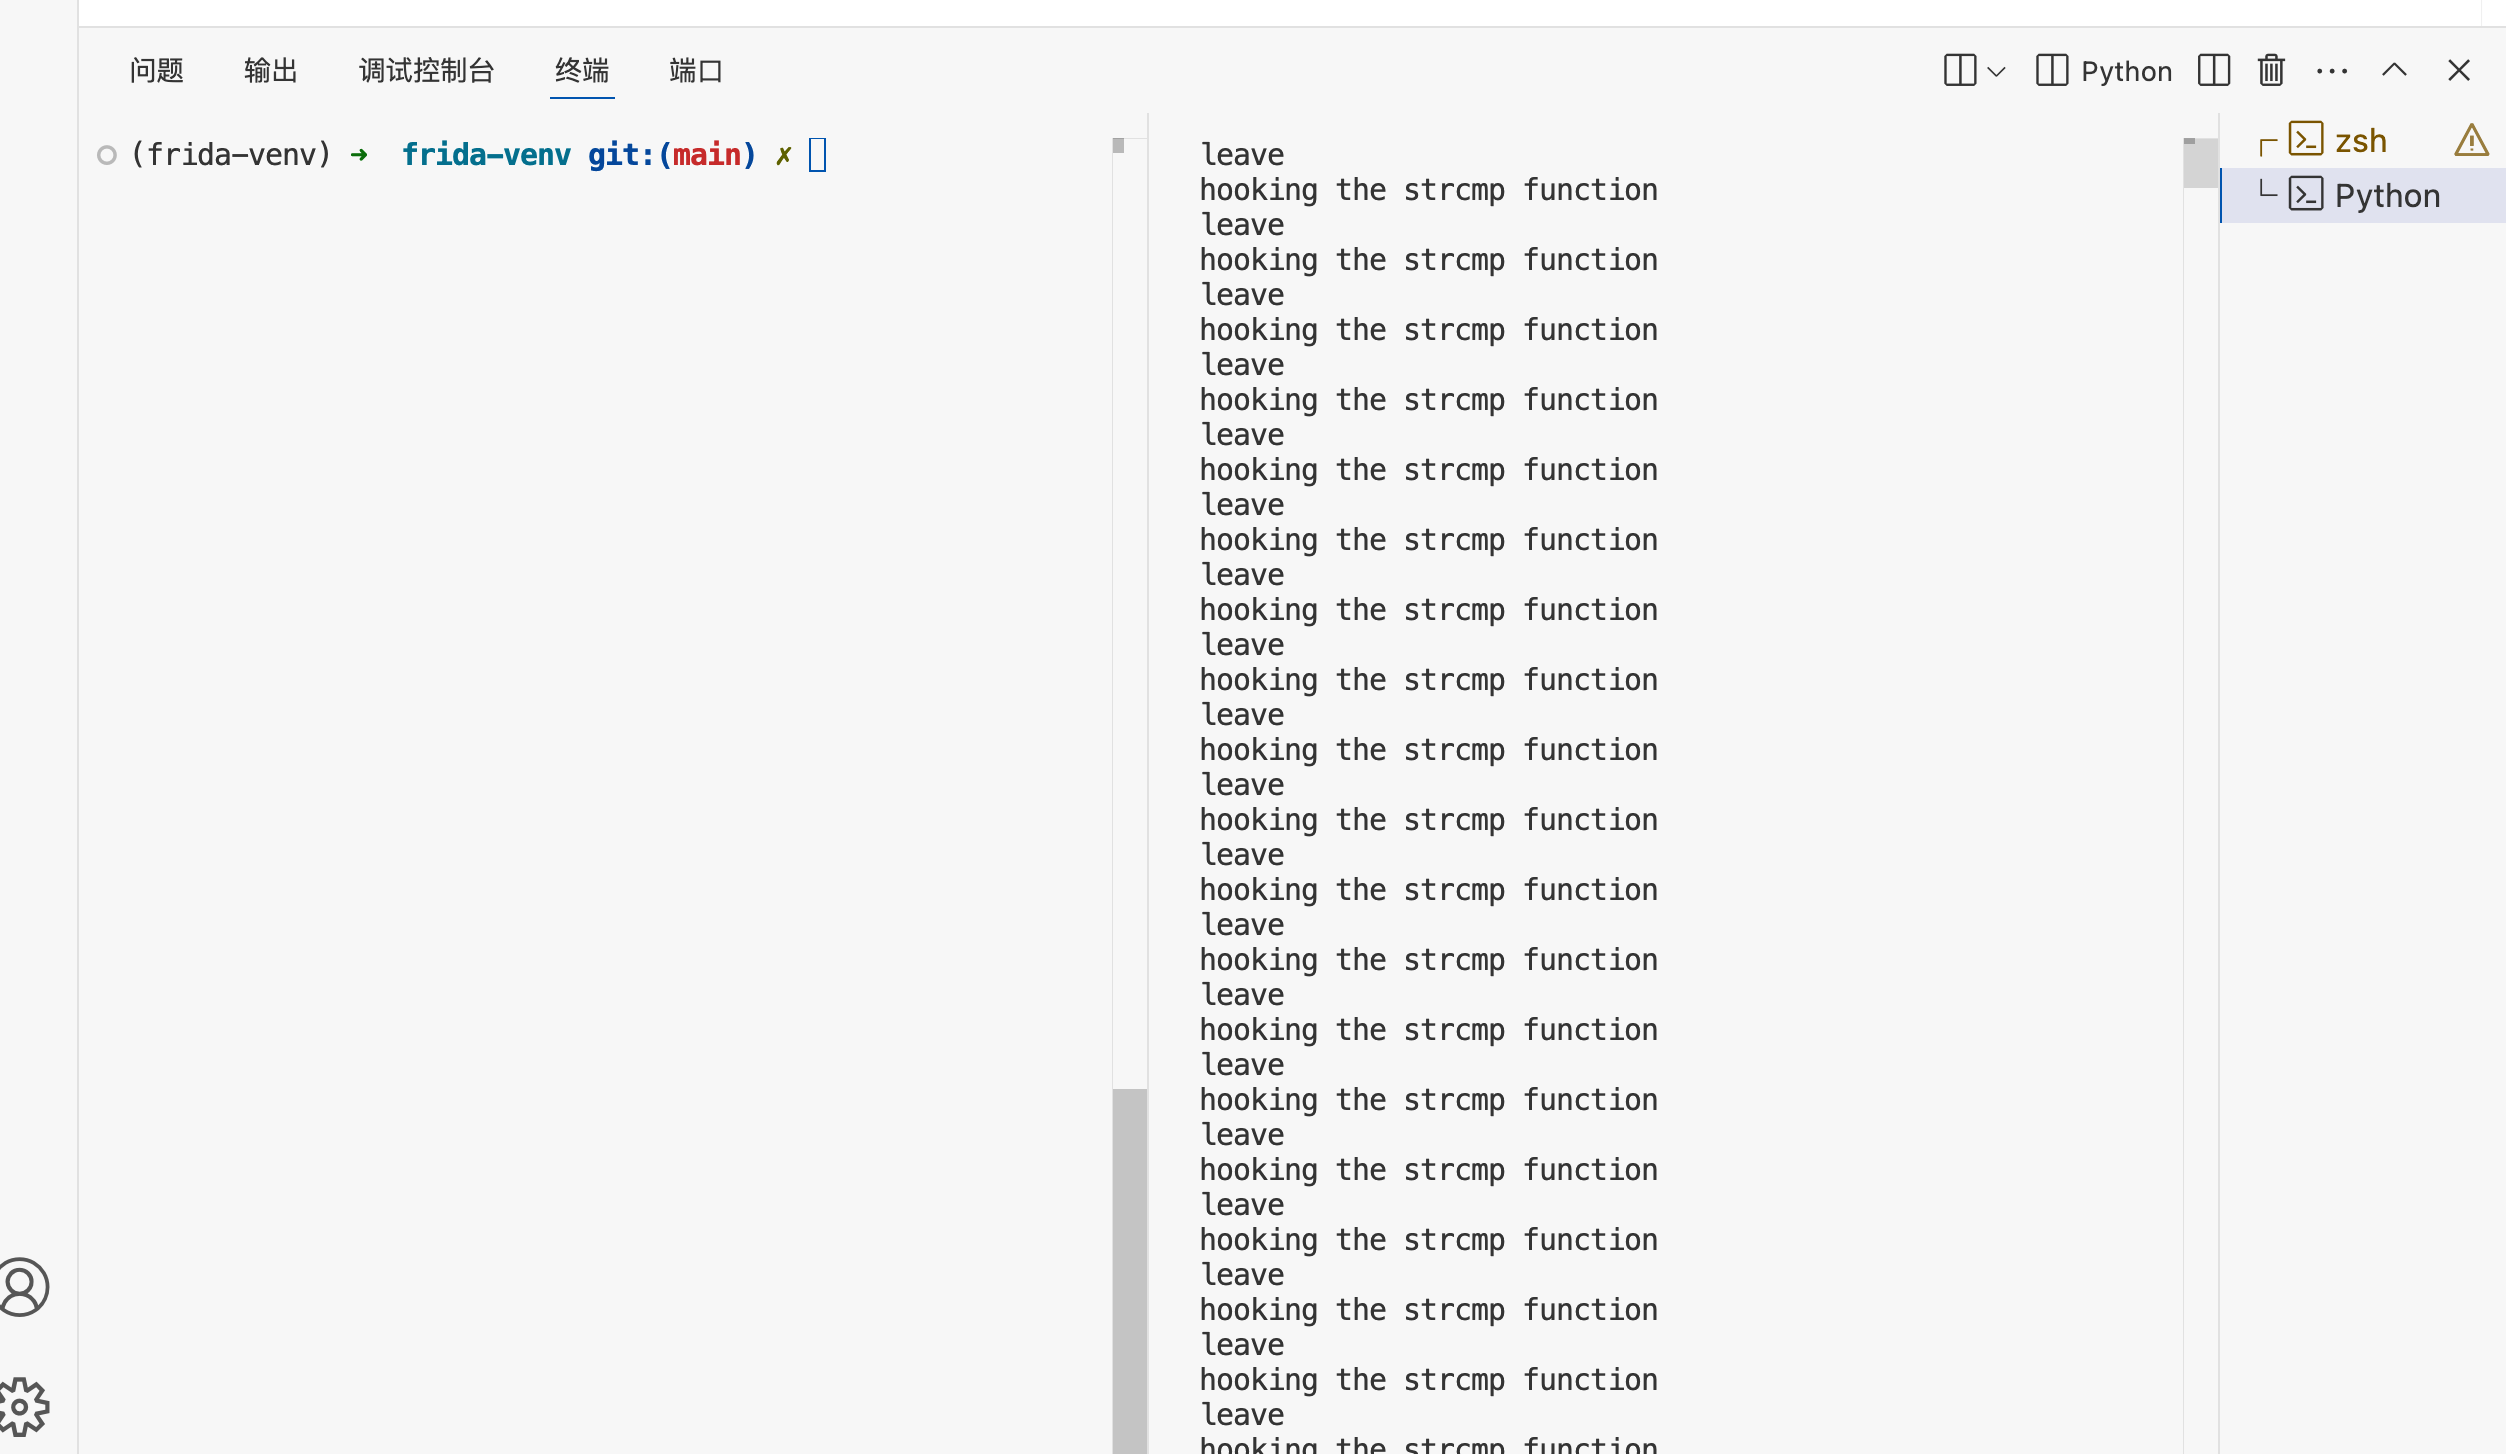 问题 输出 调试控制台 终端 端口 Python
(frida-venv) ➜ frida-venv git:(main) ✗
leave
hooking the strcmp function
leave
hooking the strcmp function
leave
hooking the strcmp function
leave
hooking the strcmp function
leave
hooking the strcmp function
leave
hooking the strcmp function
leave
hooking the strcmp function
leave
hooking the strcmp function
leave
hooking the strcmp function
leave
hooking the strcmp function
leave
hooking the strcmp function
leave
hooking the strcmp function
leave
hooking the strcmp function
leave
hooking the strcmp function
leave
hooking the strcmp function
leave
hooking the strcmp function
leave
hooking the strcmp function
leave
hooking the strcmp function
leave
hooking the strcmp function
zsh
Python